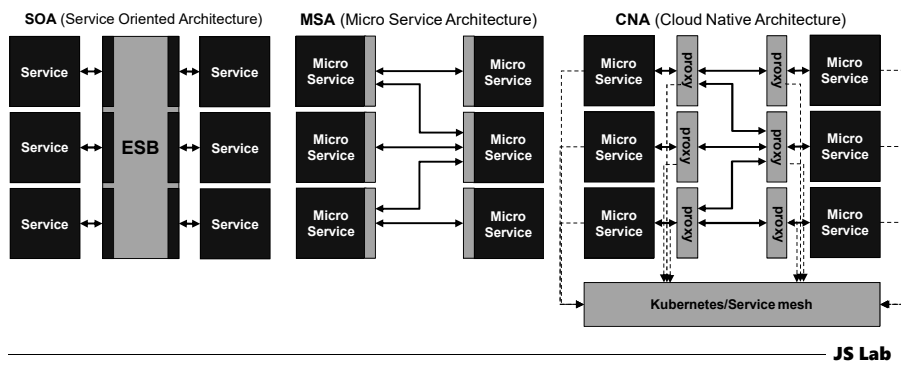 SOA (Service Oriented Architecture)
Service
Service
Service
ESB
Service
Service
Service
MSA (Micro Service Architecture)
Micro
Service
Micro
Service
Micro
Service
Micro
Service
Micro
Service
Micro
Service
CNA (Cloud Native Architecture)
Micro
Service
proxy
proxy
Micro
Service
Micro
Service
proxy
proxy
Micro
Service
Micro
Service
proxy
proxy
Micro
Service
Kubernetes/Service mesh
JS Lab